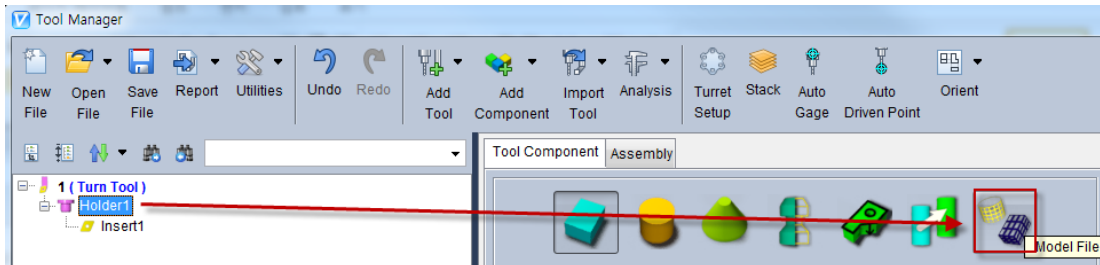 Tool Manager
New File
Open File
Save File
Report
Utilities
Undo
Redo
Add Tool
Add Component
Import Tool
Analysis
Turret Setup
Stack
Auto Gage
Auto Driven Point
Orient
Tool Component
Assembly
1 ( Turn Tool )
Holder1
Insert1
Model File